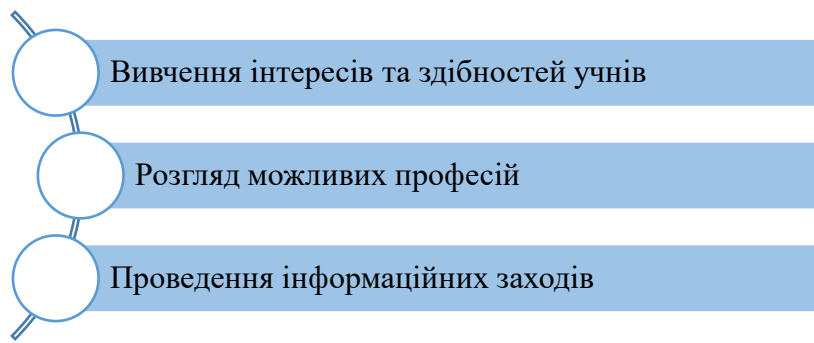 Вивчення інтересів та здібностей учнів
Розгляд можливих професій
Проведення інформаційних заходів